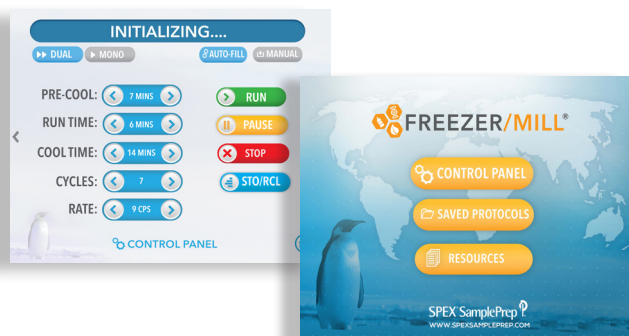 INITIALIZING....
DUAL MONO AUTO-FILL MANUAL
PRE-COOL: 7 MINS RUN
RUN TIME: 6 MINS PAUSE
COOL TIME: 14 MINS STOP
CYCLES: 7 STO/RCL
RATE: 9 CPS
CONTROL PANEL
FREEZER/MILL®
CONTROL PANEL
SAVED PROTOCOLS
RESOURCES
SPEX SamplePrep
WWW.SPEXSAMPLEPREP.COM